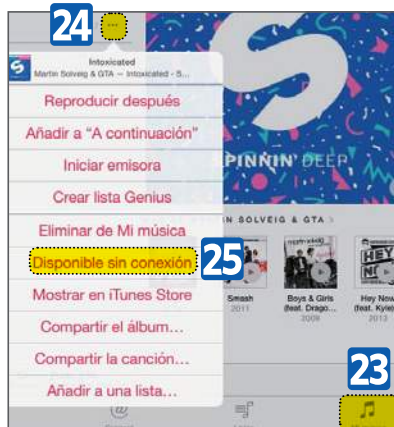 24
...
Intoxicated
Martin Solveig & GTA — Intoxicated - S...
Reproducir después
Añadir a "A continuación"
Iniciar emisora
Crear lista Genius
Eliminar de Mi música
Disponible sin conexión
25
Mostrar en iTunes Store
Compartir el álbum...
Compartir la canción...
Añadir a una lista...
SPINNIN' DEEP
N SOLVEIG & GTA >
Smash
2011
Boys & Girls
(feat. Drago...
2009
Hey Now
(feat. Kyle)
2013
23